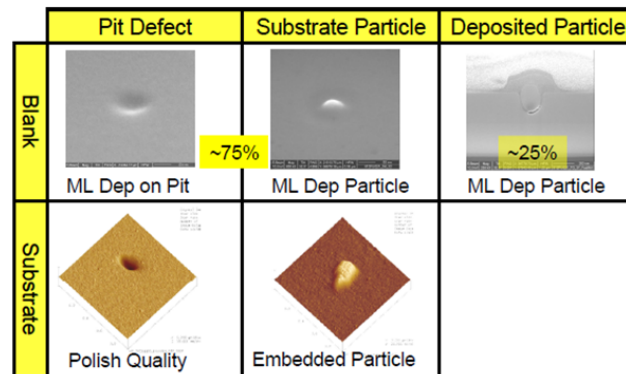 Pit Defect
Substrate Particle
Deposited Particle
Blank
~75%
~25%
ML Dep on Pit
ML Dep Particle
ML Dep Particle
Substrate
Polish Quality
Embedded Particle